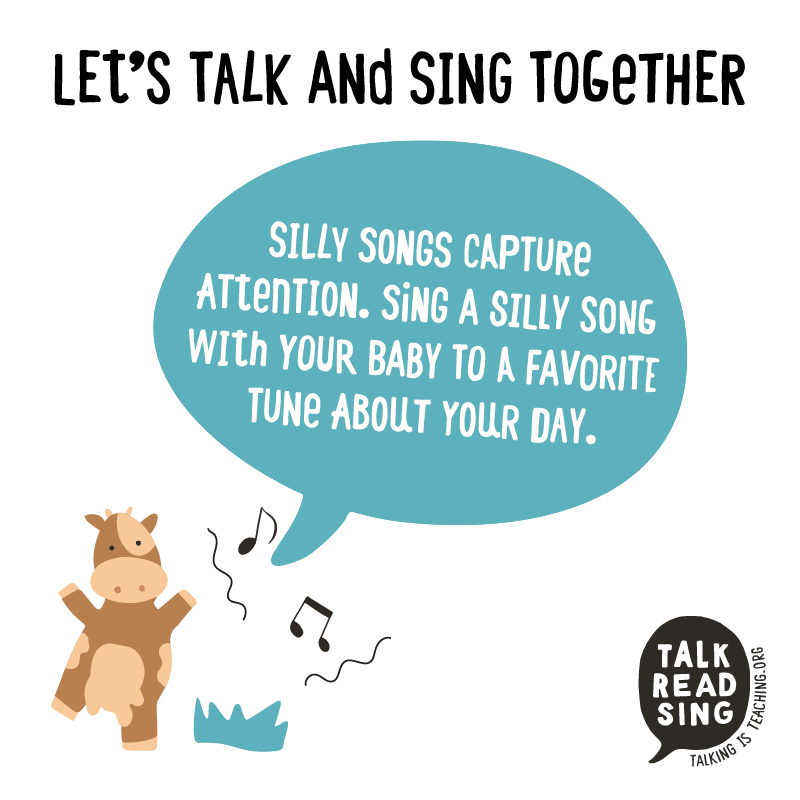 LET'S TALK AND SING TOGETHER
SILLY SONGS CAPTURE
ATTENTION. SING A SILLY SONG
WITH YOUR BABY TO A FAVORITE
TUNE ABOUT YOUR DAY.
TALK
READ
SING
TALKING IS TEACHING.ORG